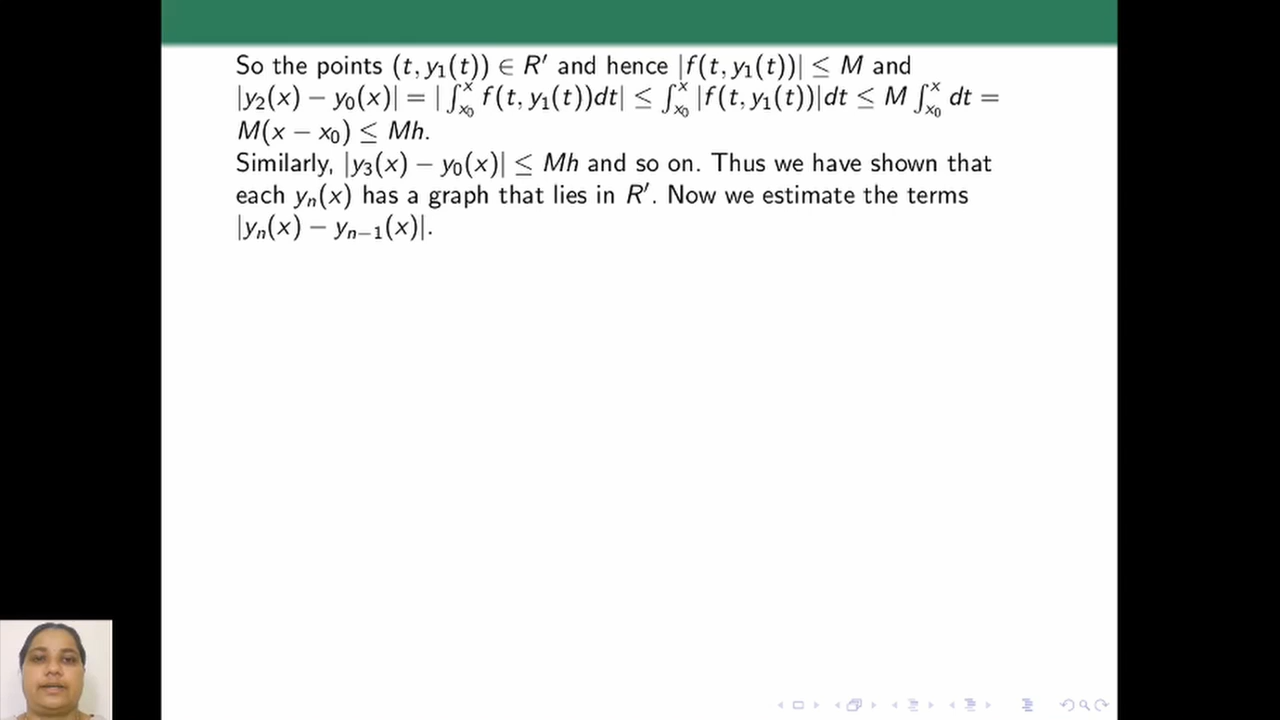 So the points (t, y₁(t)) ∈ R′ and hence |f(t, y₁(t))| ≤ M and
|y₂(x) − y₀(x)| = |∫ₓ₀ˣ f(t, y₁(t))dt| ≤ ∫ₓ₀ˣ |f(t, y₁(t))|dt ≤ M ∫ₓ₀ˣ dt =
M(x − x₀) ≤ Mh.
Similarly, |y₃(x) − y₀(x)| ≤ Mh and so on. Thus we have shown that
each yₙ(x) has a graph that lies in R′. Now we estimate the terms
|yₙ(x) − yₙ₋₁(x)|.